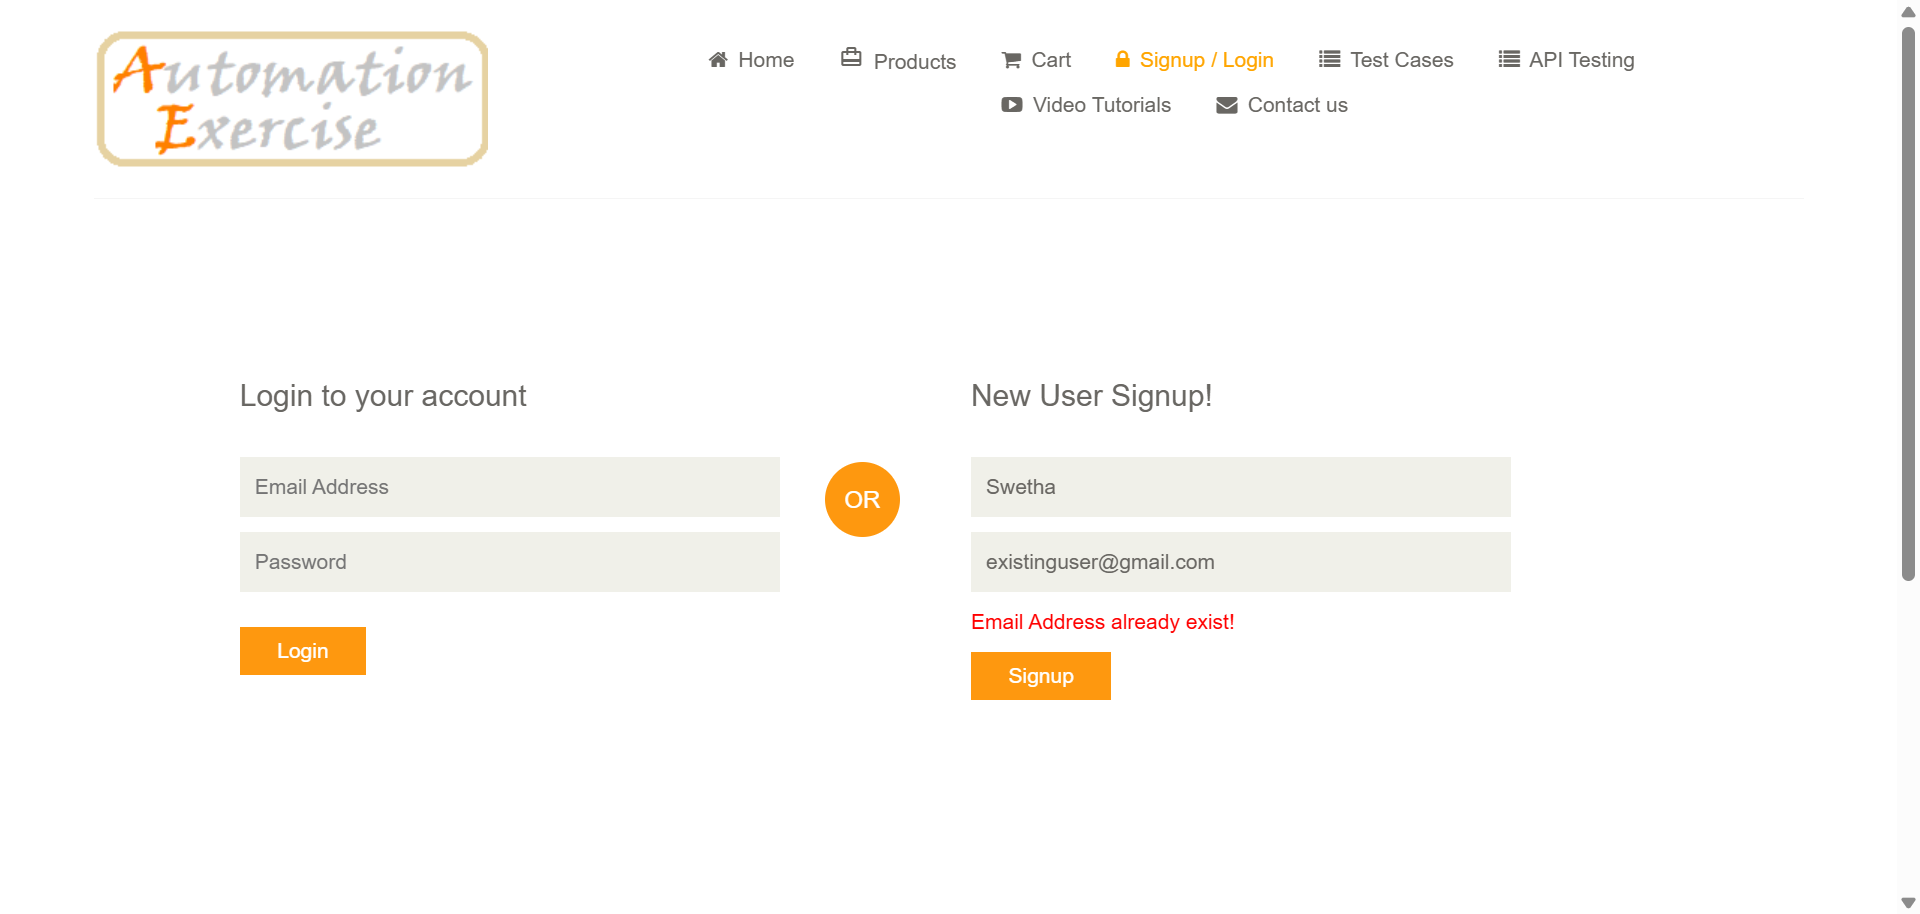 Automation
Exercise
Home
Products
Cart
Signup / Login
Test Cases
API Testing
Video Tutorials
Contact us
Login to your account
Email Address
Password
Login
OR
New User Signup!
Swetha
existinguser@gmail.com
Email Address already exist!
Signup